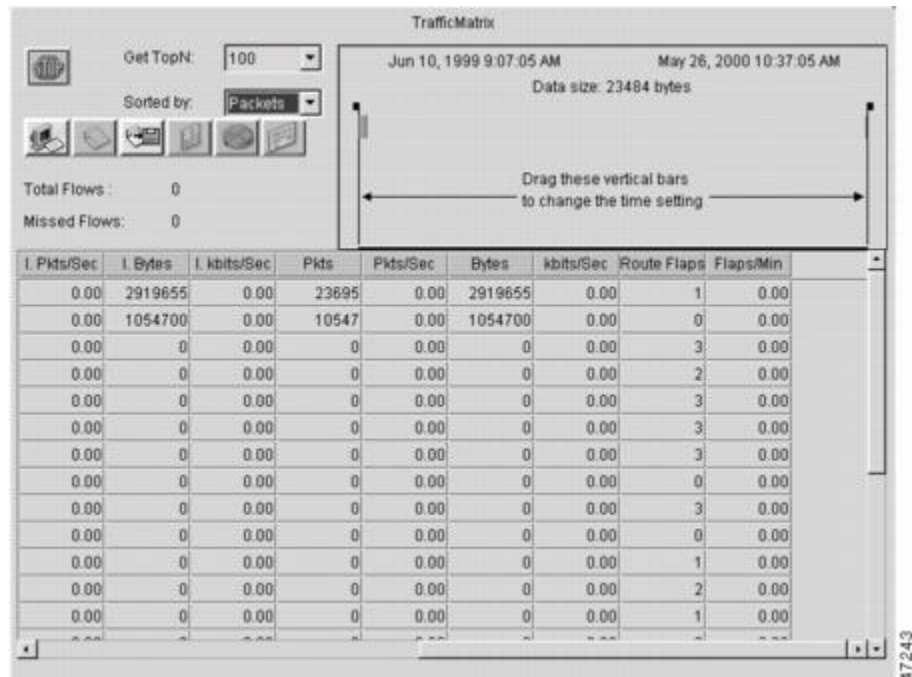 TrafficMatrix
Get TopN: 100
Sorted by: Packets
Total Flows : 0
Missed Flows: 0
Jun 10, 1999 9:07:05 AM May 26, 2000 10:37:05 AM
Data size: 23484 bytes
Drag these vertical bars
to change the time setting
I. Pkts/Sec I. Bytes I. kbits/Sec Pkts Pkts/Sec Bytes kbits/Sec Route Flaps Flaps/Min
0.00 2919655 0.00 23695 0.00 2919655 0.00 1 0.00
0.00 1054700 0.00 10547 0.00 1054700 0.00 0 0.00
0.00 0 0.00 0 0.00 0 0.00 3 0.00
0.00 0 0.00 0 0.00 0 0.00 2 0.00
0.00 0 0.00 0 0.00 0 0.00 3 0.00
0.00 0 0.00 0 0.00 0 0.00 3 0.00
0.00 0 0.00 0 0.00 0 0.00 3 0.00
0.00 0 0.00 0 0.00 0 0.00 0 0.00
0.00 0 0.00 0 0.00 0 0.00 3 0.00
0.00 0 0.00 0 0.00 0 0.00 0 0.00
0.00 0 0.00 0 0.00 0 0.00 1 0.00
0.00 0 0.00 0 0.00 0 0.00 2 0.00
0.00 0 0.00 0 0.00 0 0.00 1 0.00
47243